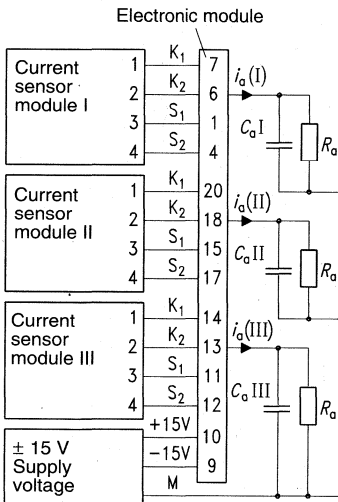 Electronic module
Current
sensor
module I
1 K₁ 7
2 K₂ 6 iₐ(I)
3 S₁ 1
4 S₂ 4
CₐI Rₐ
Current
sensor
module II
1 K₁ 20
2 K₂ 18 iₐ(II)
3 S₁ 15
4 S₂ 17
CₐII Rₐ
Current
sensor
module III
1 K₁ 14
2 K₂ 13 iₐ(III)
3 S₁ 11
4 S₂ 12
CₐIII Rₐ
± 15 V
Supply
voltage
+15V 10
−15V 9
M